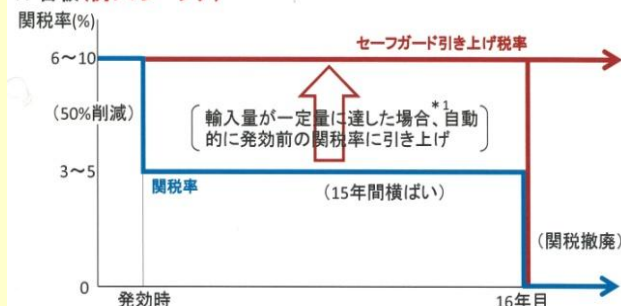 関税率(%)
セーフガード引き上げ税率
6～10
(50%削減)
輸入量が一定量に達した場合、*1自動
的に発効前の関税率に引き上げ
3～5
関税率
(15年間横ばい)
(関税撤廃)
0
発効時
16年目